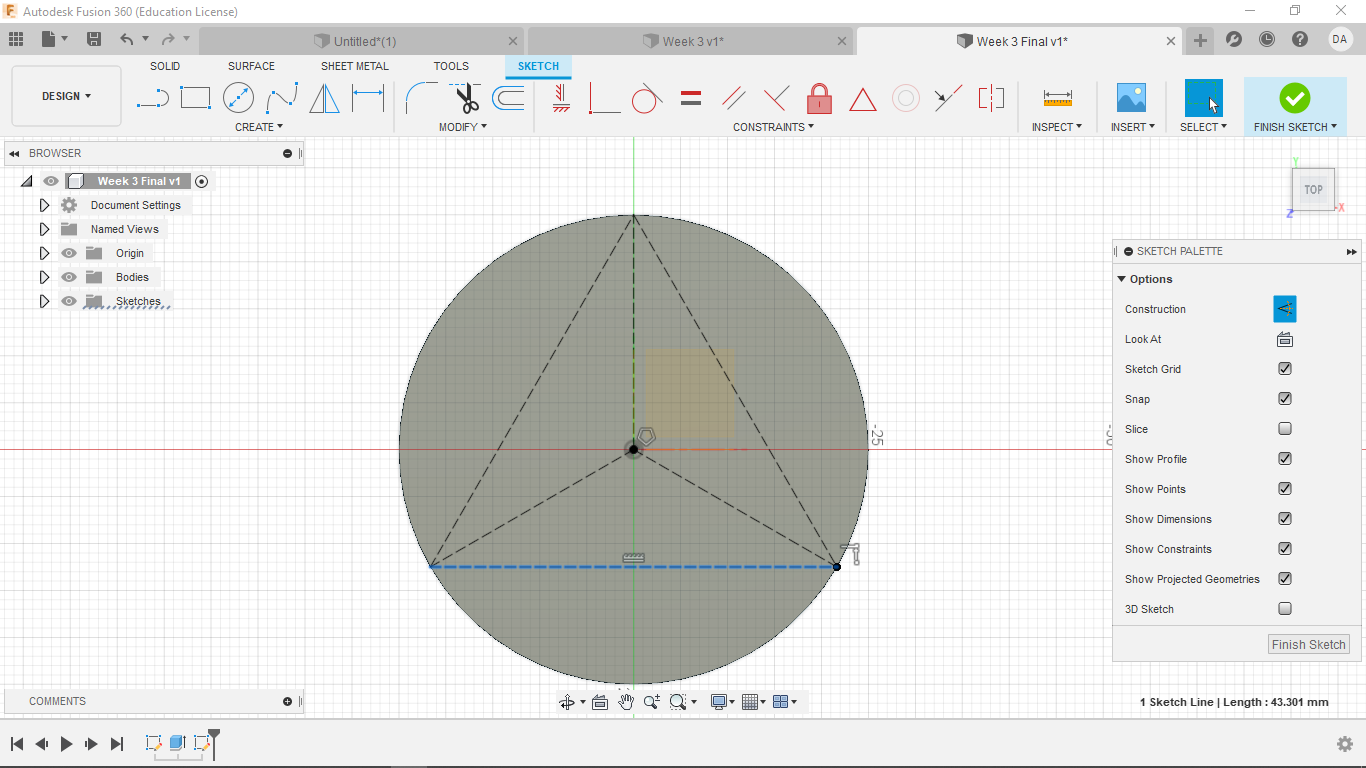 Autodesk Fusion 360 (Education License)
Untitled*(1)
Week 3 v1*
Week 3 Final v1*
DA
DESIGN
SOLID
SURFACE
SHEET METAL
TOOLS
SKETCH
CREATE
MODIFY
CONSTRAINTS
INSPECT
INSERT
SELECT
FINISH SKETCH
BROWSER
Week 3 Final v1
Document Settings
Named Views
Origin
Bodies
Sketches
Y
TOP
X
Z
-25
SKETCH PALETTE
Options
Construction
Look At
Sketch Grid
Snap
Slice
Show Profile
Show Points
Show Dimensions
Show Constraints
Show Projected Geometries
3D Sketch
Finish Sketch
COMMENTS
1 Sketch Line | Length : 43.301 mm